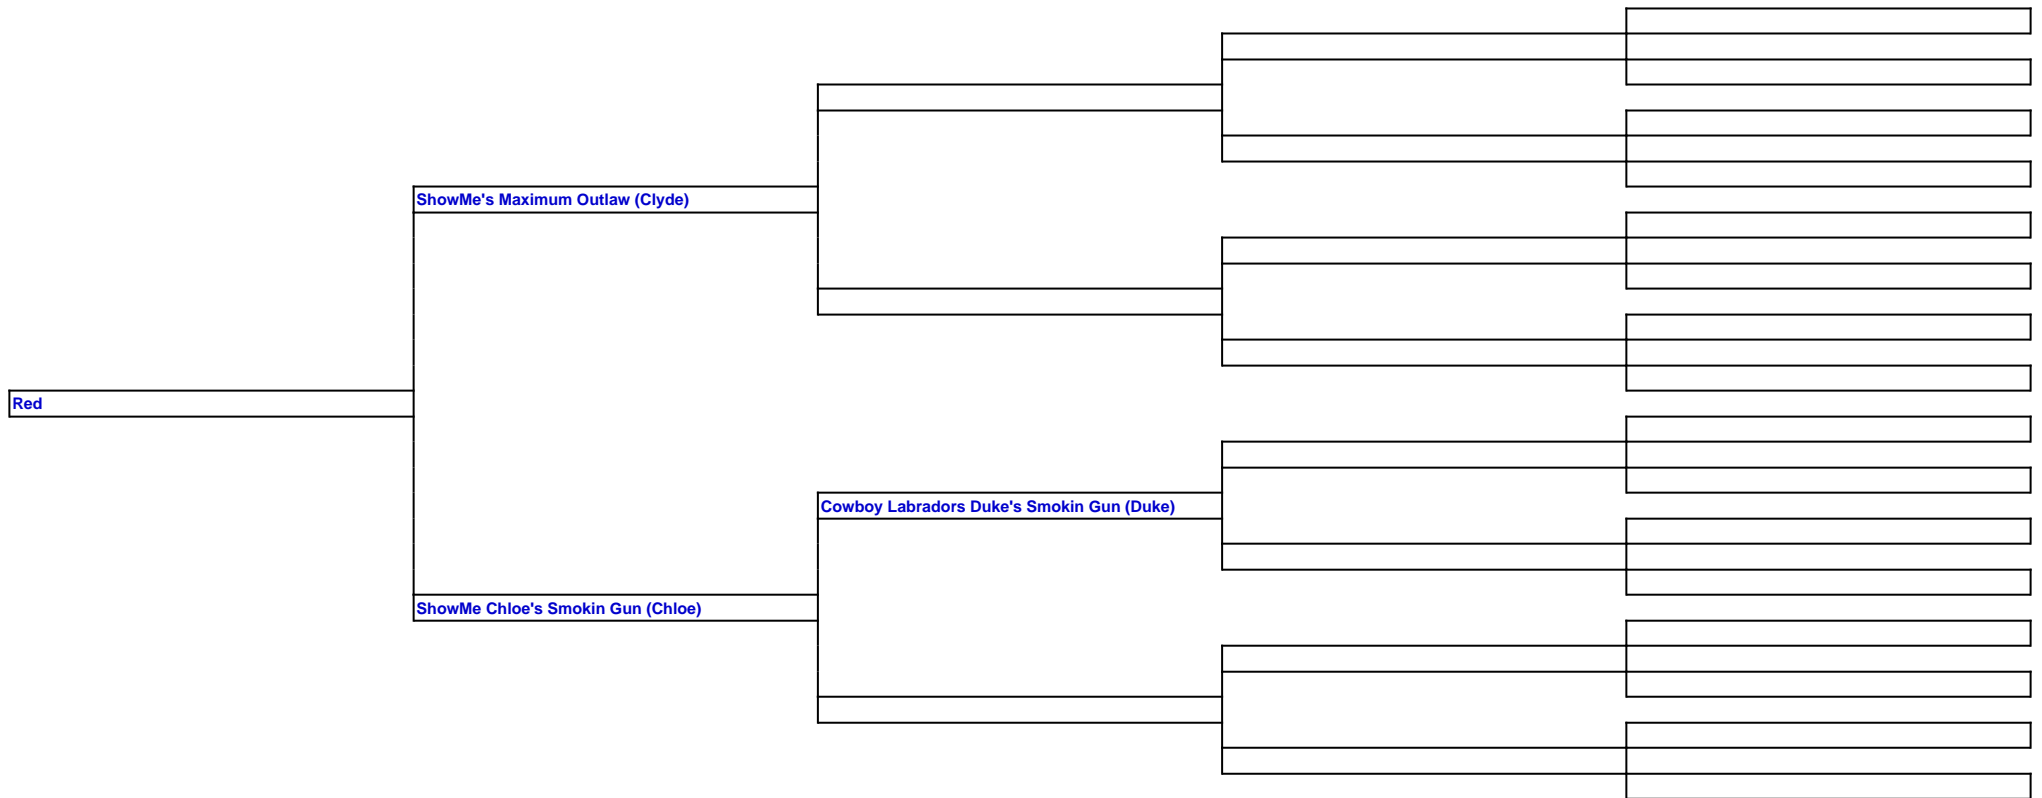 ShowMe's Maximum Outlaw (Clyde)
Red
Cowboy Labradors Duke's Smokin Gun (Duke)
ShowMe Chloe's Smokin Gun (Chloe)